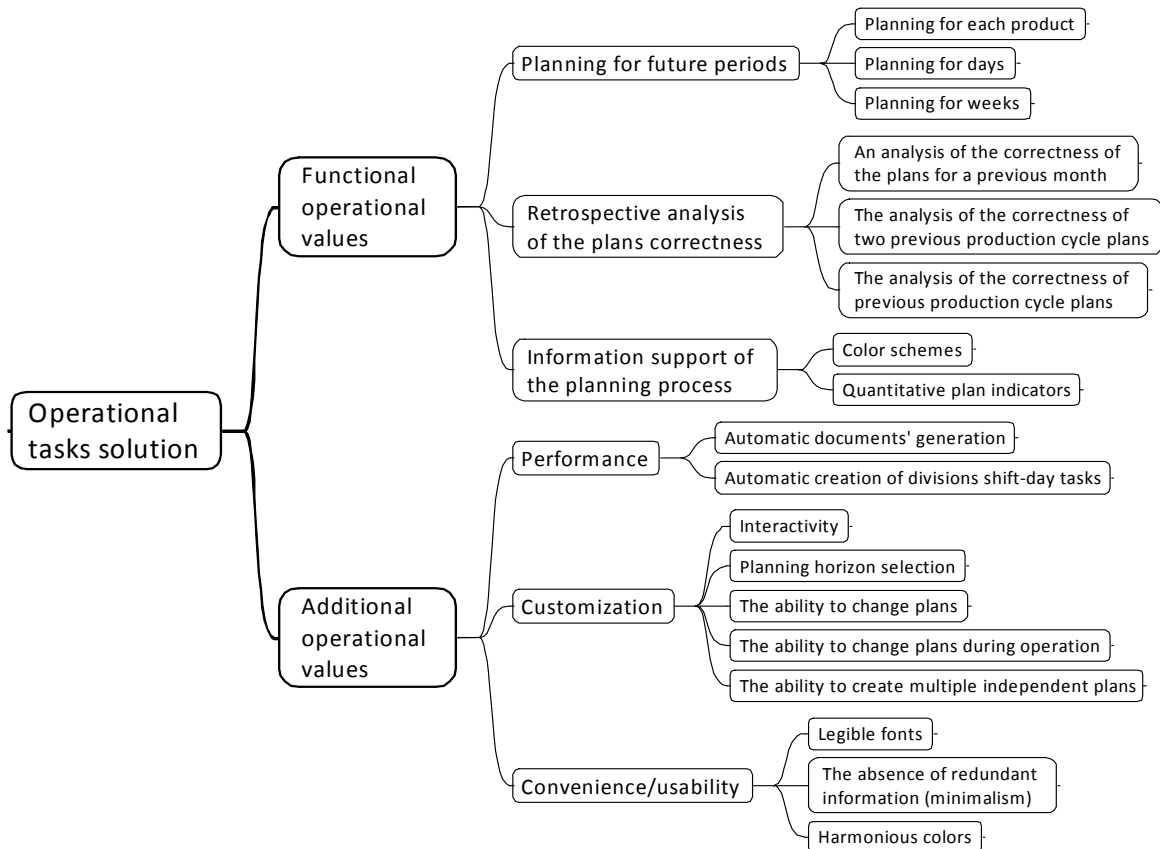 Operational
tasks solution
Functional
operational
values
Planning for future periods
Planning for each product
Planning for days
Planning for weeks
Retrospective analysis
of the plans correctness
An analysis of the correctness of
the plans for a previous month
The analysis of the correctness of
two previous production cycle plans
The analysis of the correctness of
previous production cycle plans
Information support of
the planning process
Color schemes
Quantitative plan indicators
Additional
operational
values
Performance
Automatic documents' generation
Automatic creation of divisions shift-day tasks
Customization
Interactivity
Planning horizon selection
The ability to change plans
The ability to change plans during operation
The ability to create multiple independent plans
Convenience/usability
Legible fonts
The absence of redundant
information (minimalism)
Harmonious colors